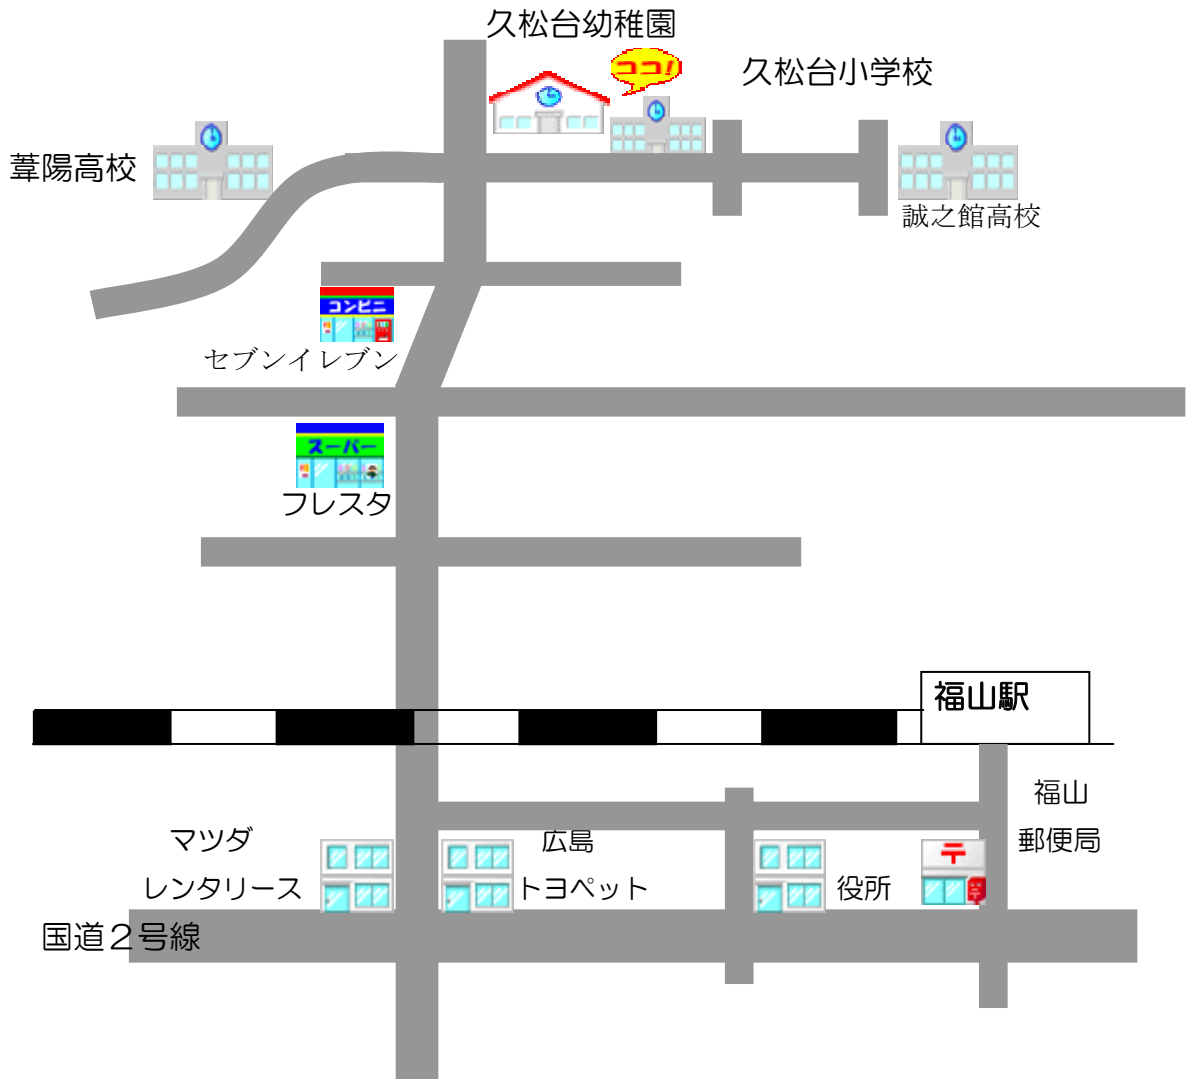 久松台幼稚園
ココ!
久松台小学校
葦陽高校
誠之館高校
コンビニ
セブンイレブン
スーパー
フレスタ
福山駅
福山
郵便局
マツダ
レンタリース
広島
トヨペット
役所
〒
国道2号線